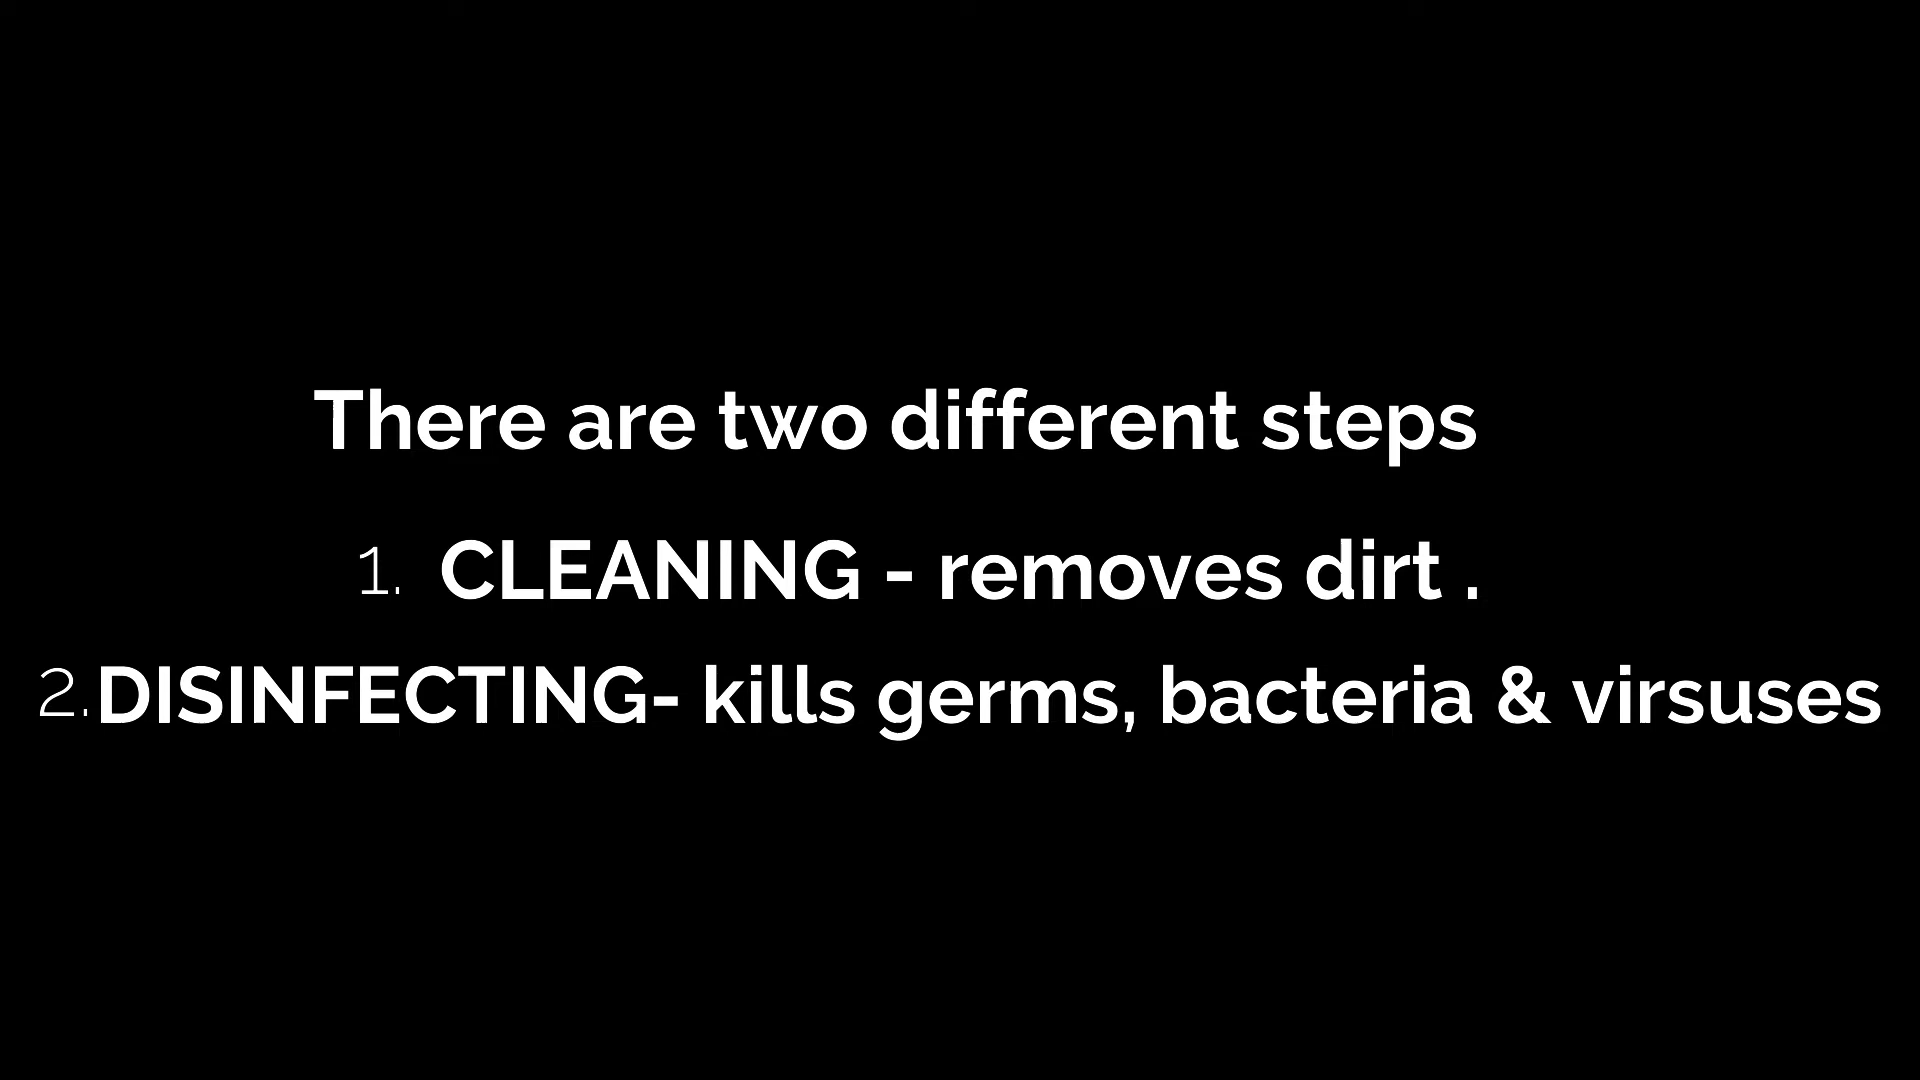 There are two different steps
1. CLEANING - removes dirt .
2.DISINFECTING- kills germs, bacteria & virsuses